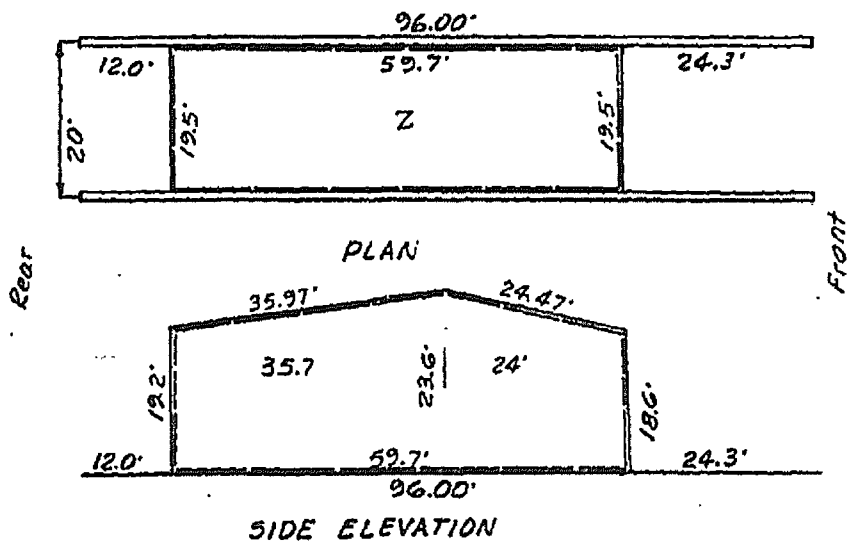 96.00'
12.0' 59.7' 24.3'
20' 19.5' Z 19.5'
Rear PLAN Front
35.97' 24.47'
19.2' 35.7 23.6' 24' 18.6'
12.0' 59.7' 24.3'
96.00'
SIDE ELEVATION